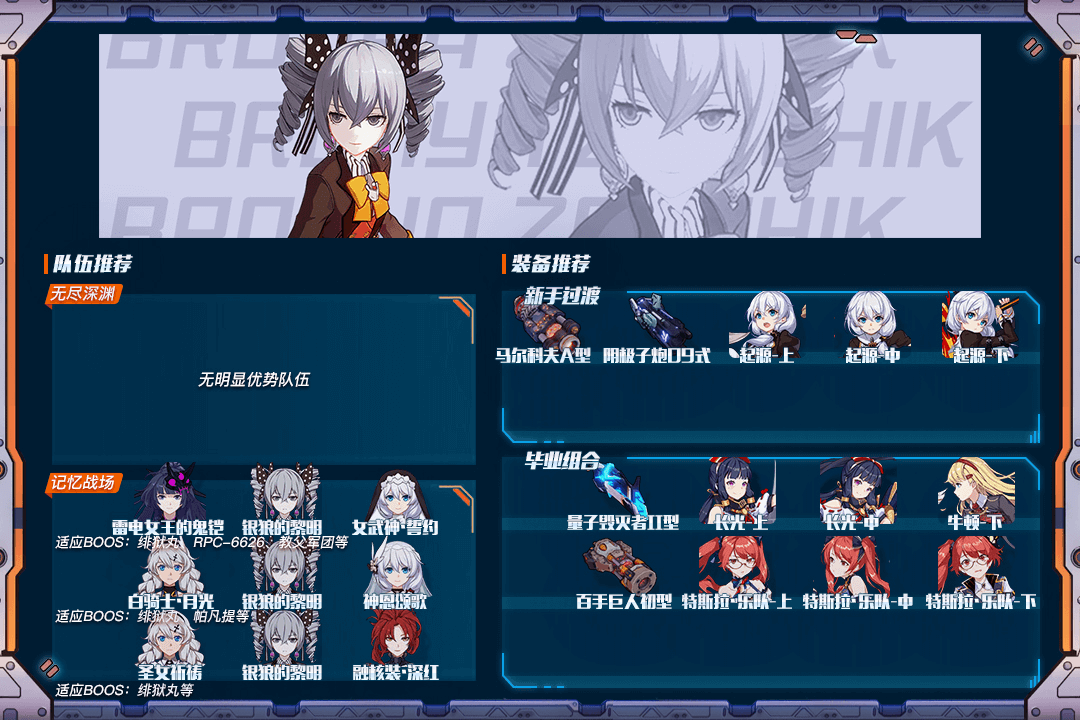 BRONYA
BRONYA ZAYCHIK
BRONYA ZAYCHIK
队伍推荐
无尽深渊
无明显优势队伍
记忆战场
雷电女王的鬼铠 银狼的黎明 女武神·誓约
适应BOOS：绯狱丸、RPC-6626、教父军团等
白骑士·月光 银狼的黎明 神恩颂歌
适应BOOS：绯狱丸、帕凡提等
圣女祈祷 银狼的黎明 融核装·深红
适应BOOS：绯狱丸等
装备推荐
新手过渡
马尔科夫A型 阴极子炮09式 起源-上 起源-中 起源-下
毕业组合
量子毁灭者II型 长光-上 长光-中 牛顿-下
百手巨人初型 特斯拉·乐队-上 特斯拉·乐队-中 特斯拉·乐队-下